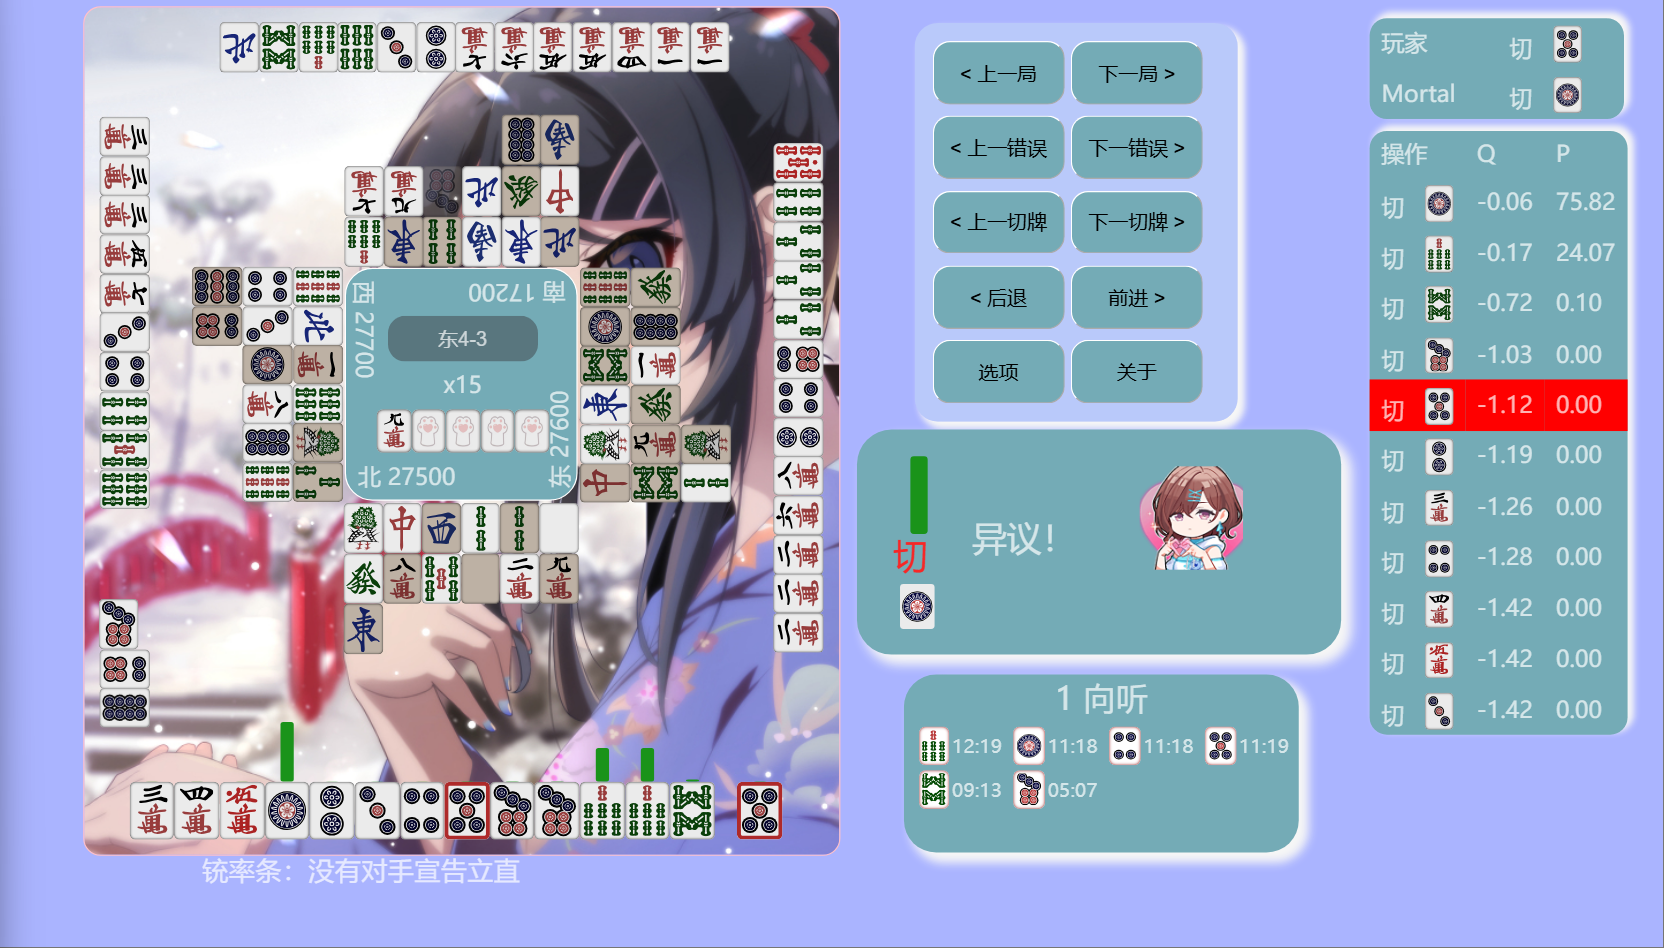 < 上一局
下一局 >
< 上一错误
下一错误 >
< 上一切牌
下一切牌 >
< 后退
前进 >
选项
关于
玩家 切
Mortal 切
操作 Q P
切 -0.06 75.82
切 -0.17 24.07
切 -0.72 0.10
切 -1.03 0.00
切 -1.12 0.00
切 -1.19 0.00
切 -1.26 0.00
切 -1.28 0.00
切 -1.42 0.00
切 -1.42 0.00
切 -1.42 0.00
南 17200
西 27700
东4-3
x15
东 27600
北 27500
切
异议!
1 向听
12:19 11:18 11:18 11:19
09:13 05:07
铳率条：没有对手宣告立直